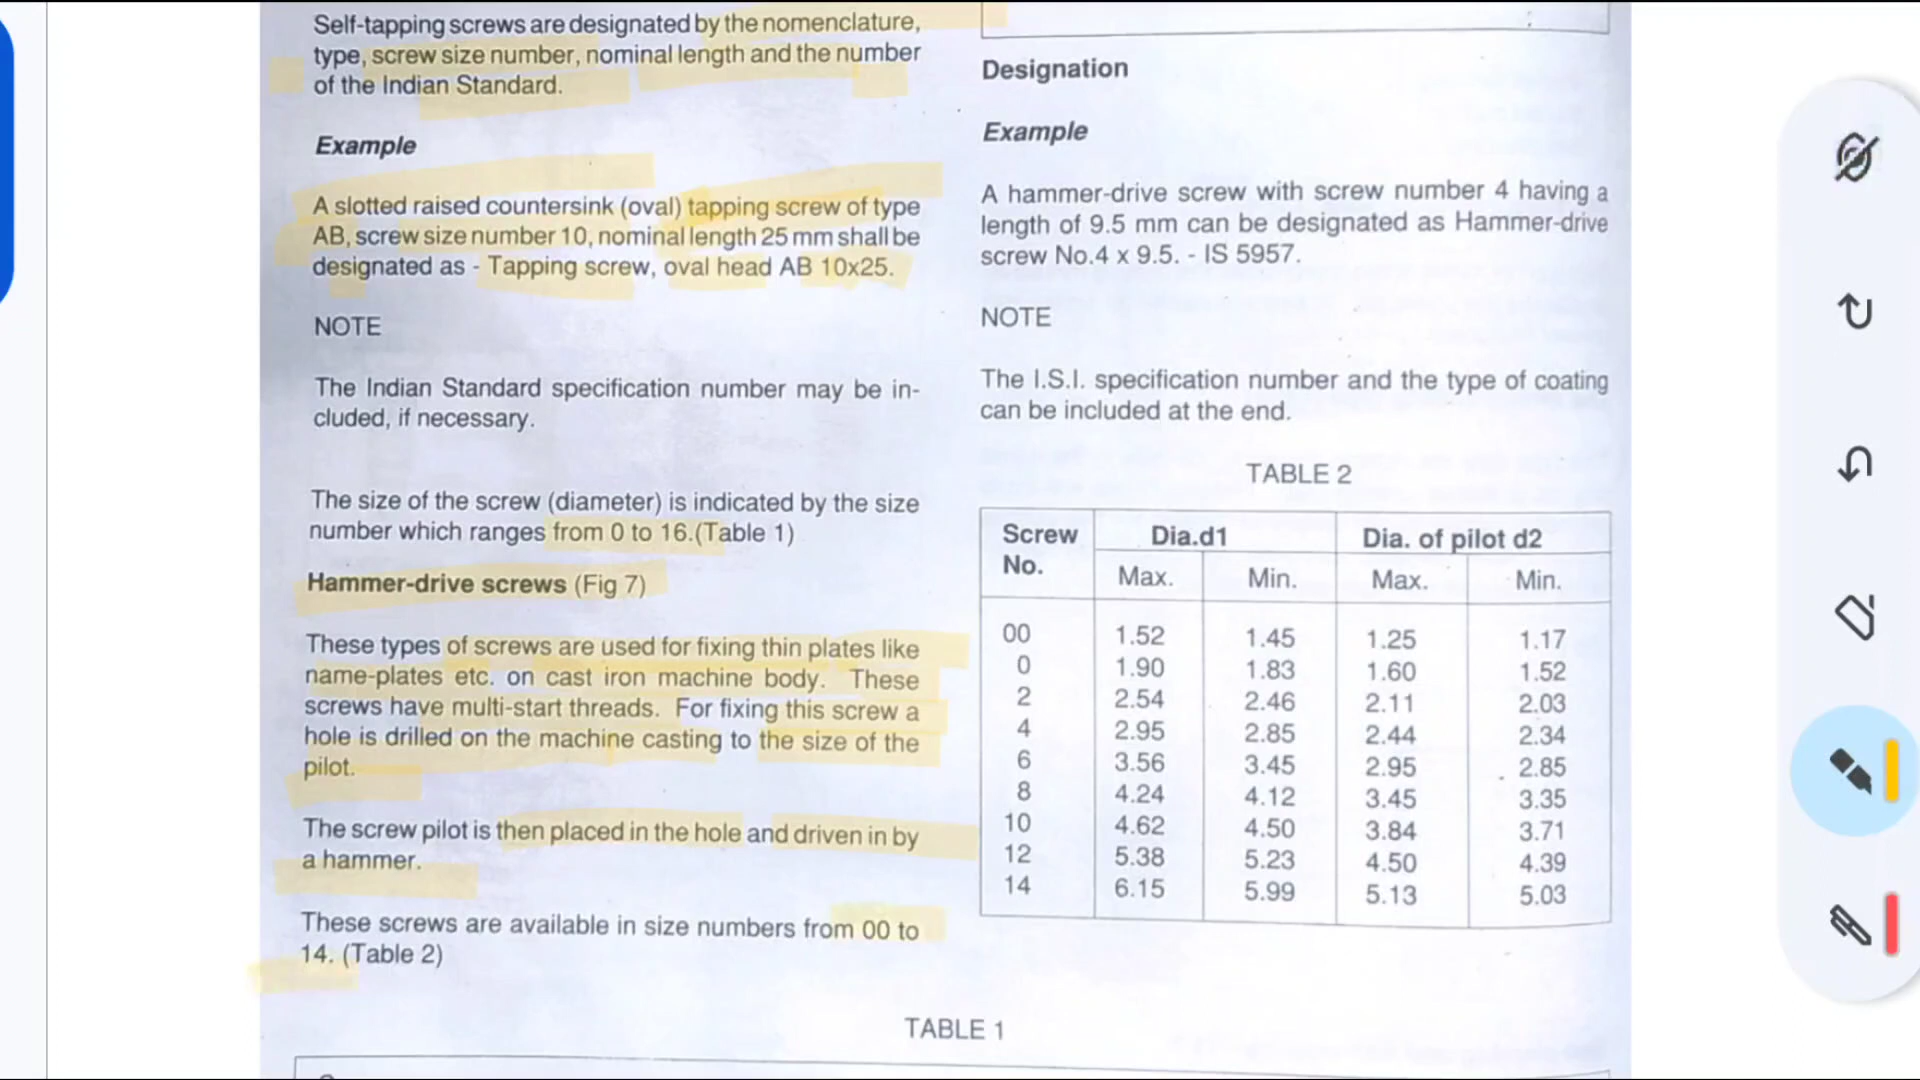 Self-tapping screws are designated by the nomenclature,
type, screw size number, nominal length and the number
of the Indian Standard.
Example
A slotted raised countersink (oval) tapping screw of type
AB, screw size number 10, nominal length 25 mm shall be
designated as - Tapping screw, oval head AB 10x25.
NOTE
The Indian Standard specification number may be in-
cluded, if necessary.
The size of the screw (diameter) is indicated by the size
number which ranges from 0 to 16.(Table 1)
Hammer-drive screws (Fig 7)
These types of screws are used for fixing thin plates like
name-plates etc. on cast iron machine body. These
screws have multi-start threads. For fixing this screw a
hole is drilled on the machine casting to the size of the
pilot.
The screw pilot is then placed in the hole and driven in by
a hammer.
These screws are available in size numbers from 00 to
14. (Table 2)
Designation
Example
A hammer-drive screw with screw number 4 having a
length of 9.5 mm can be designated as Hammer-drive
screw No.4 x 9.5. - IS 5957.
NOTE
The I.S.I. specification number and the type of coating
can be included at the end.
TABLE 2
Screw No. Dia.d1 Dia. of pilot d2
Max. Min. Max. Min.
00 1.52 1.45 1.25 1.17
0 1.90 1.83 1.60 1.52
2 2.54 2.46 2.11 2.03
4 2.95 2.85 2.44 2.34
6 3.56 3.45 2.95 2.85
8 4.24 4.12 3.45 3.35
10 4.62 4.50 3.84 3.71
12 5.38 5.23 4.50 4.39
14 6.15 5.99 5.13 5.03
TABLE 1